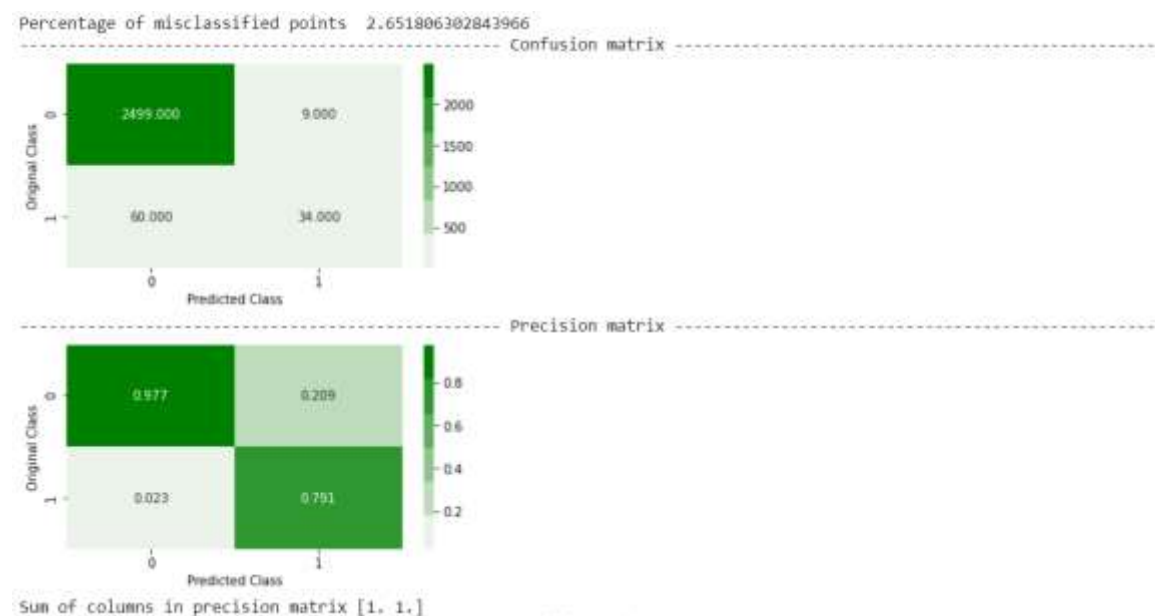 Percentage of misclassified points 2.651806302843966
-------------------------------------------------- Confusion matrix --------------------------------------------------
2499.000 9.000
60.000 34.000
Original Class
0
1
0 1
Predicted Class
2000
1500
1000
500
-------------------------------------------------- Precision matrix --------------------------------------------------
0.977 0.209
0.023 0.791
Original Class
0
1
0 1
Predicted Class
0.8
0.6
0.4
0.2
Sum of columns in precision matrix [1. 1.]